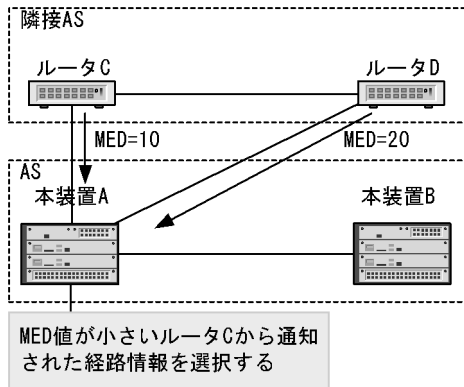 隣接AS
ルータC
ルータD
MED=10
MED=20
AS
本装置A
本装置B
MED値が小さいルータCから通知
された経路情報を選択する